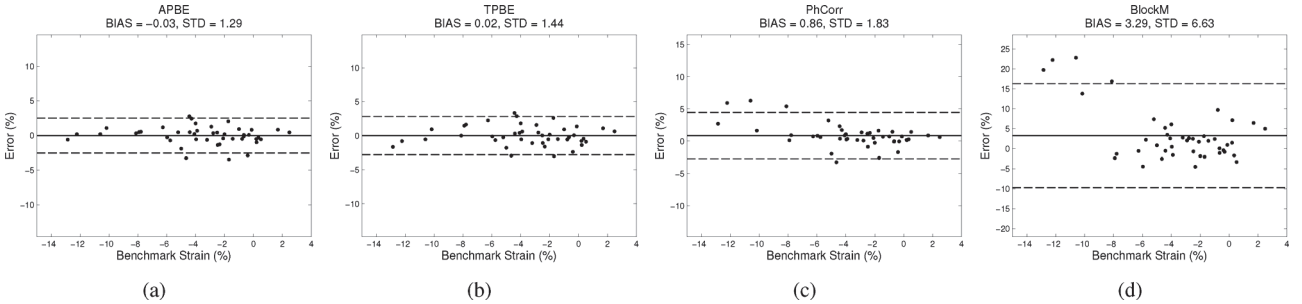 APBE
BIAS = −0.03, STD = 1.29
10
5
0
−5
−10
Error (%)
−14 −12 −10 −8 −6 −4 −2 0 2 4
Benchmark Strain (%)
(a)
TPBE
BIAS = 0.02, STD = 1.44
10
5
0
−5
−10
Error (%)
−14 −12 −10 −8 −6 −4 −2 0 2 4
Benchmark Strain (%)
(b)
PhCorr
BIAS = 0.86, STD = 1.83
15
10
5
0
−5
−10
Error (%)
−14 −12 −10 −8 −6 −4 −2 0 2 4
Benchmark Strain (%)
(c)
BlockM
BIAS = 3.29, STD = 6.63
25
20
15
10
5
0
−5
−10
−15
−20
Error (%)
−14 −12 −10 −8 −6 −4 −2 0 2 4
Benchmark Strain (%)
(d)